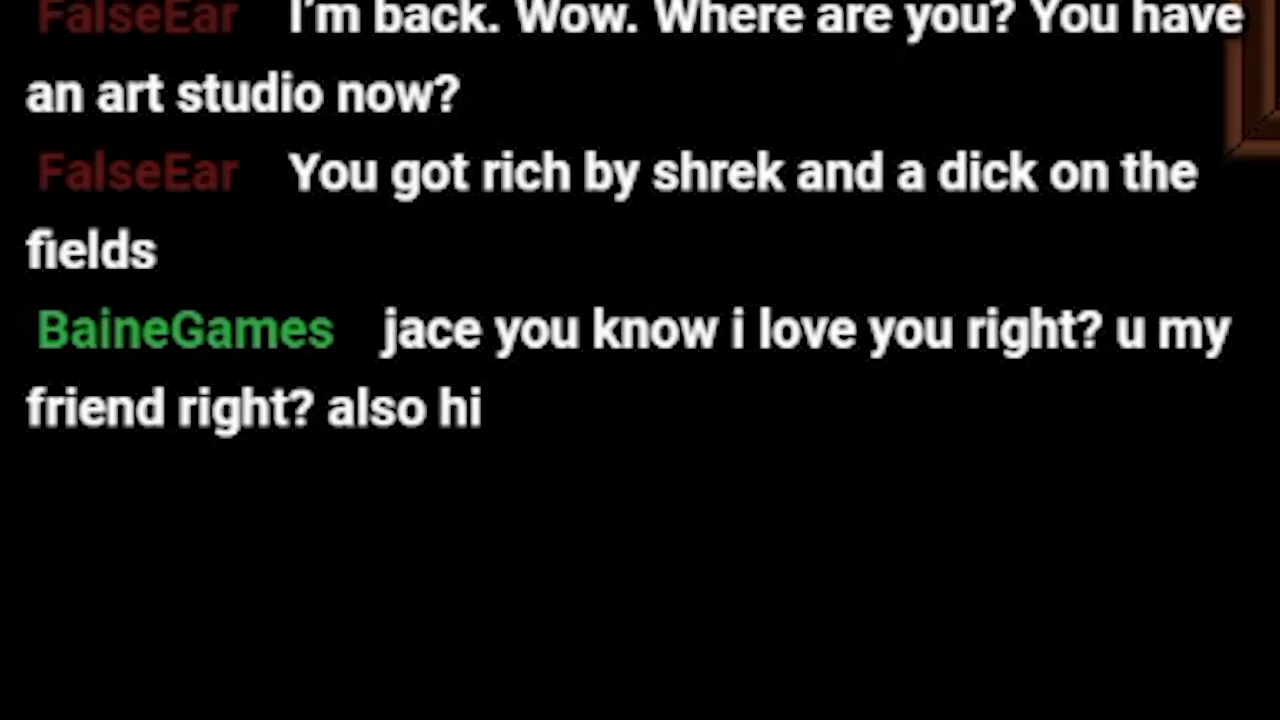 FalseEar I'm back. Wow. Where are you? You have
an art studio now?
FalseEar You got rich by shrek and a dick on the
fields
BaineGames jace you know i love you right? u my
friend right? also hi